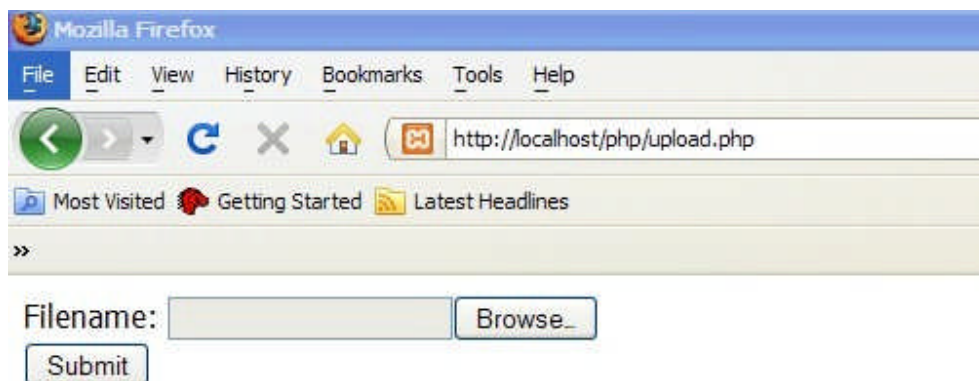 Mozilla Firefox
File Edit View History Bookmarks Tools Help
http://localhost/php/upload.php
Most Visited Getting Started Latest Headlines
»
Filename: Browse...
Submit